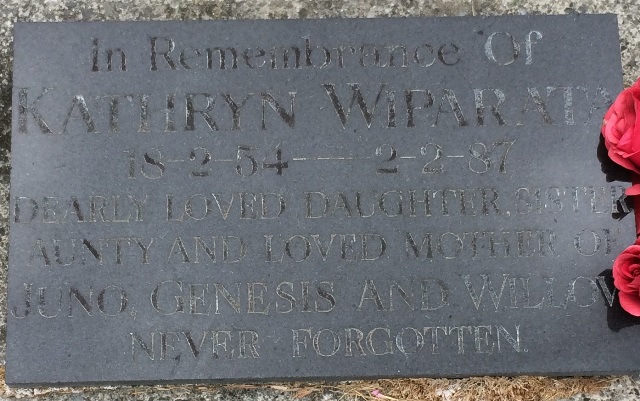 In Remembrance Of
KATHRYN WIPARATA
18-2-54—2-2-87
DEARLY LOVED DAUGHTER, SISTER
AUNTY AND LOVED MOTHER OF
JUNO, GENESIS AND WILLOW
NEVER FORGOTTEN